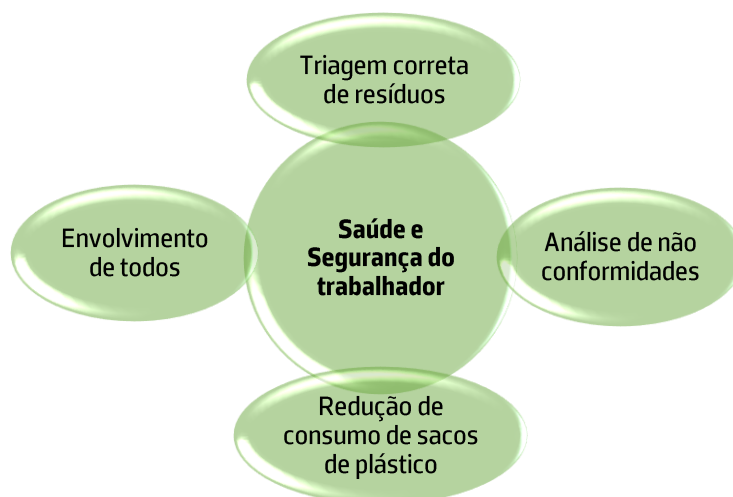 Triagem correta
de resíduos
Envolvimento
de todos
Saúde e
Segurança do
trabalhador
Análise de não
conformidades
Redução de
consumo de sacos
de plástico